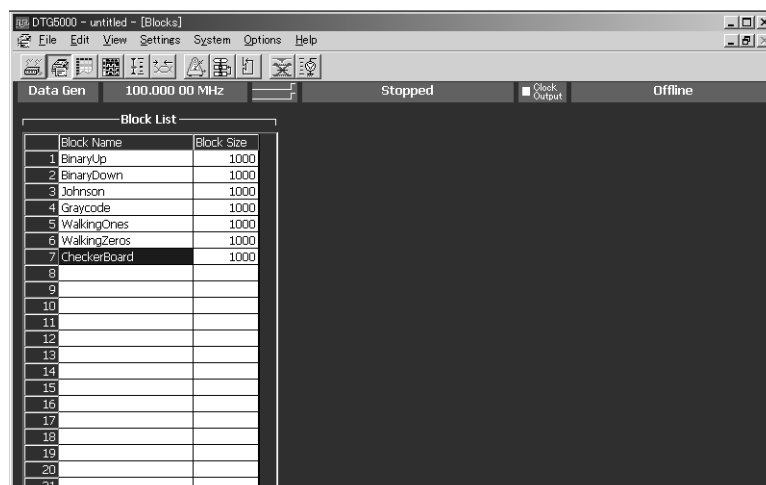 DTG5000 - untitled - [Blocks]
File Edit View Settings System Options Help
Data Gen 100.000 00 MHz Stopped Clock Output Offline
Block List
Block Name Block Size
1 BinaryUp 1000
2 BinaryDown 1000
3 Johnson 1000
4 Graycode 1000
5 WalkingOnes 1000
6 WalkingZeros 1000
7 CheckerBoard 1000
8
9
10
11
12
13
14
15
16
17
18
19
20
21